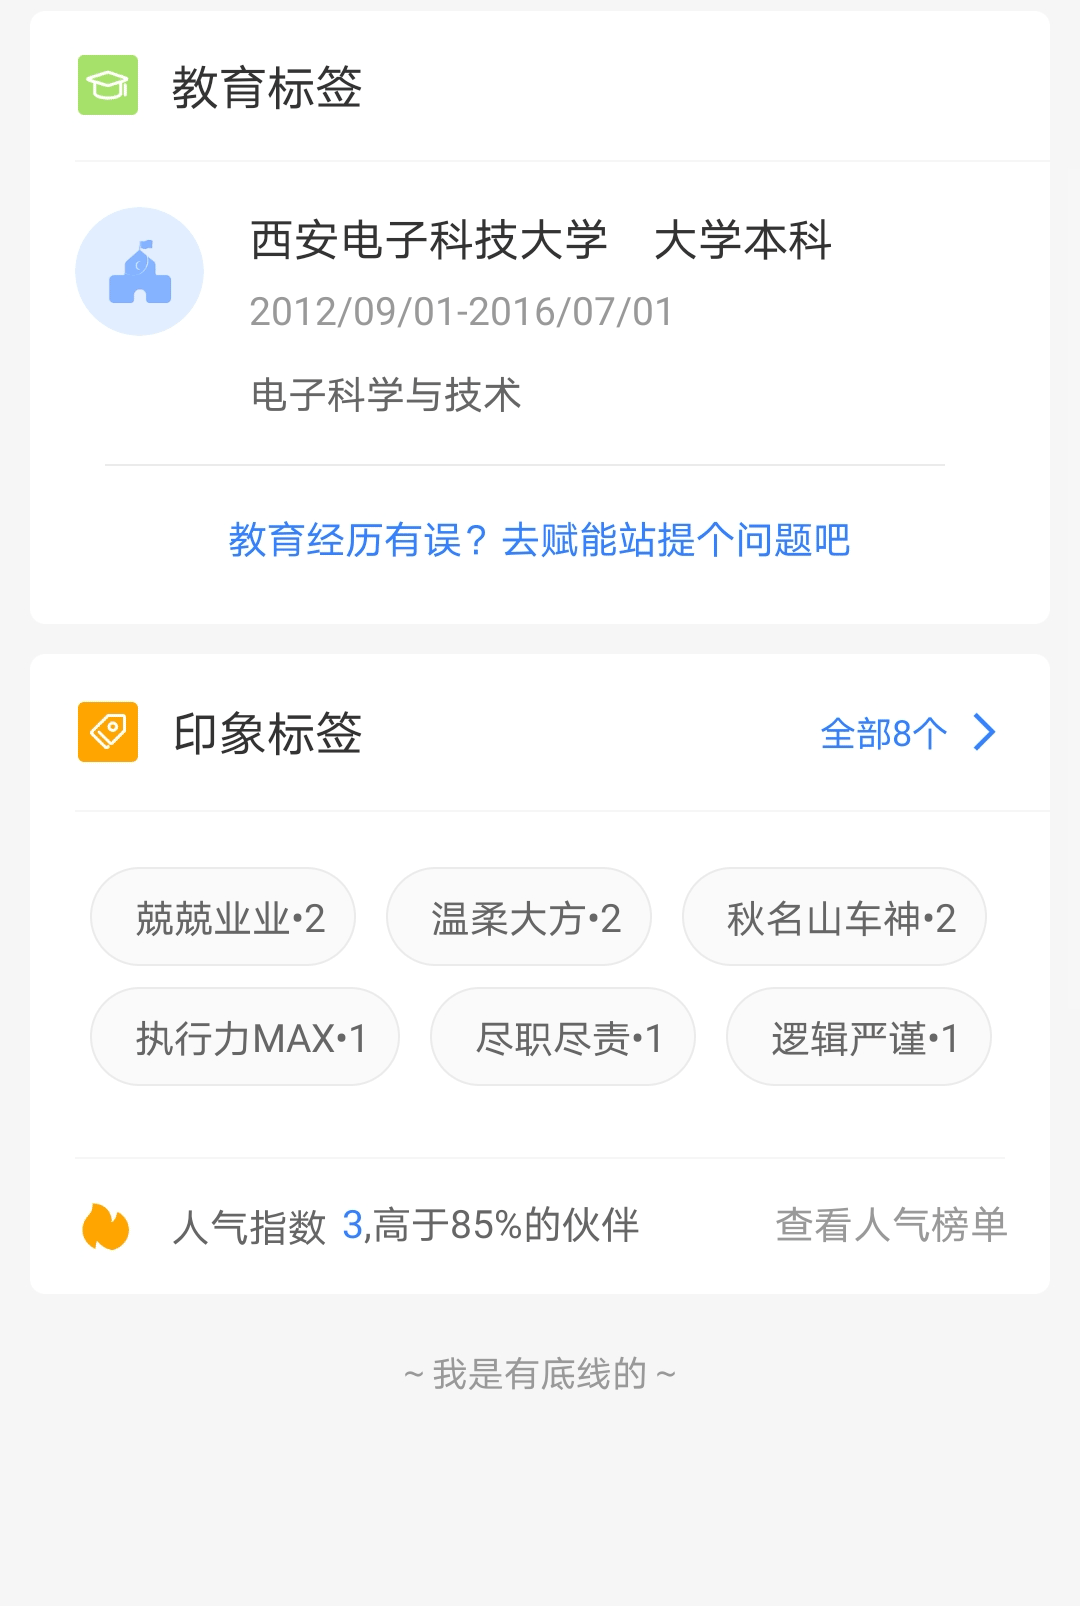 教育标签
西安电子科技大学 大学本科
2012/09/01-2016/07/01
电子科学与技术
教育经历有误？去赋能站提个问题吧
印象标签 全部8个
兢兢业业•2 温柔大方•2 秋名山车神•2
执行力MAX•1 尽职尽责•1 逻辑严谨•1
人气指数 3,高于85%的伙伴 查看人气榜单
~ 我是有底线的 ~